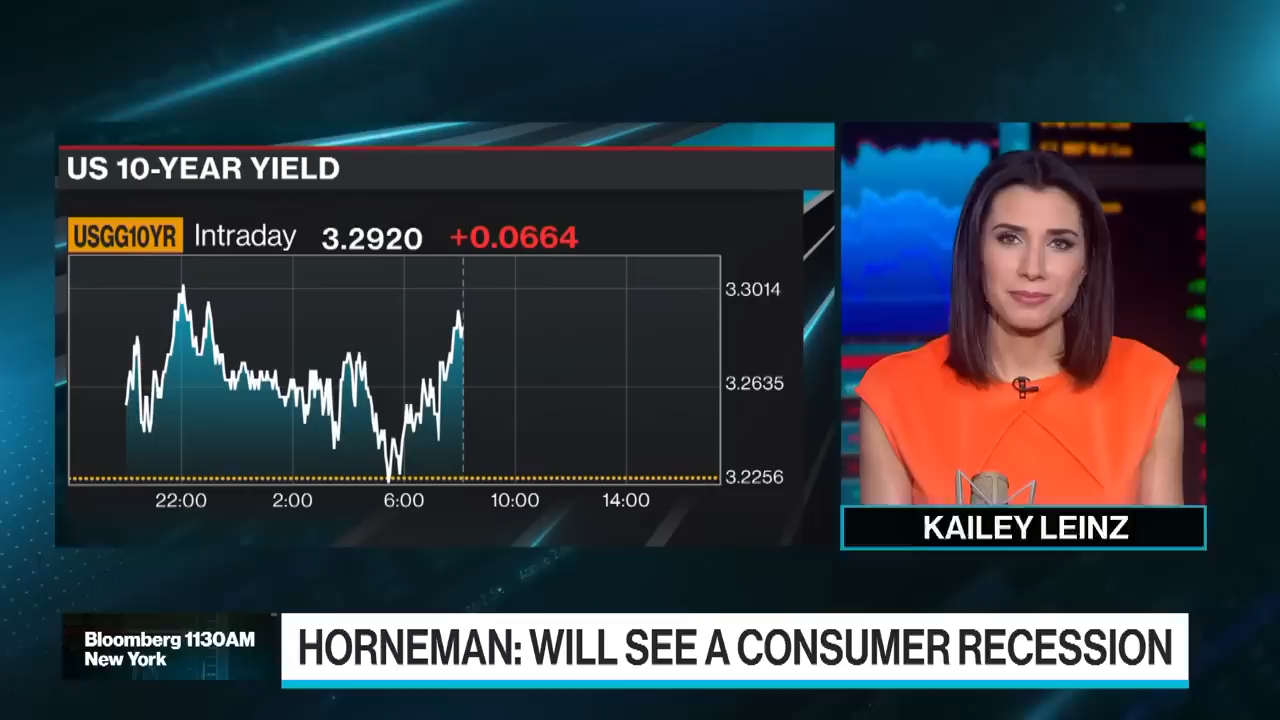 US 10-YEAR YIELD
USGG10YR Intraday 3.2920 +0.0664
3.3014
3.2635
3.2256
22:00 2:00 6:00 10:00 14:00
KAILEY LEINZ
Bloomberg 1130AM
New York
HORNEMAN: WILL SEE A CONSUMER RECESSION